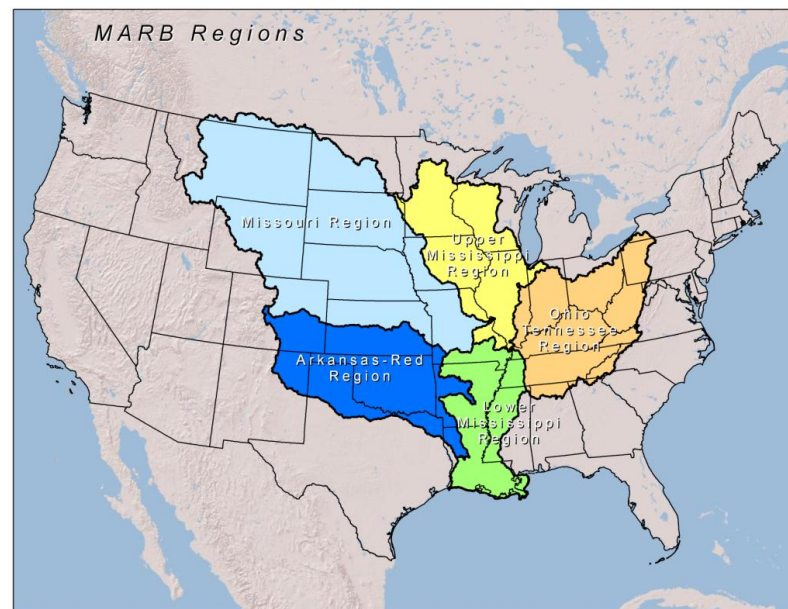 MARB Regions
Missouri Region
Upper
Mississippi
Region
Ohio
Tennessee
Region
Arkansas-Red
Region
Lower
Mississippi
Region